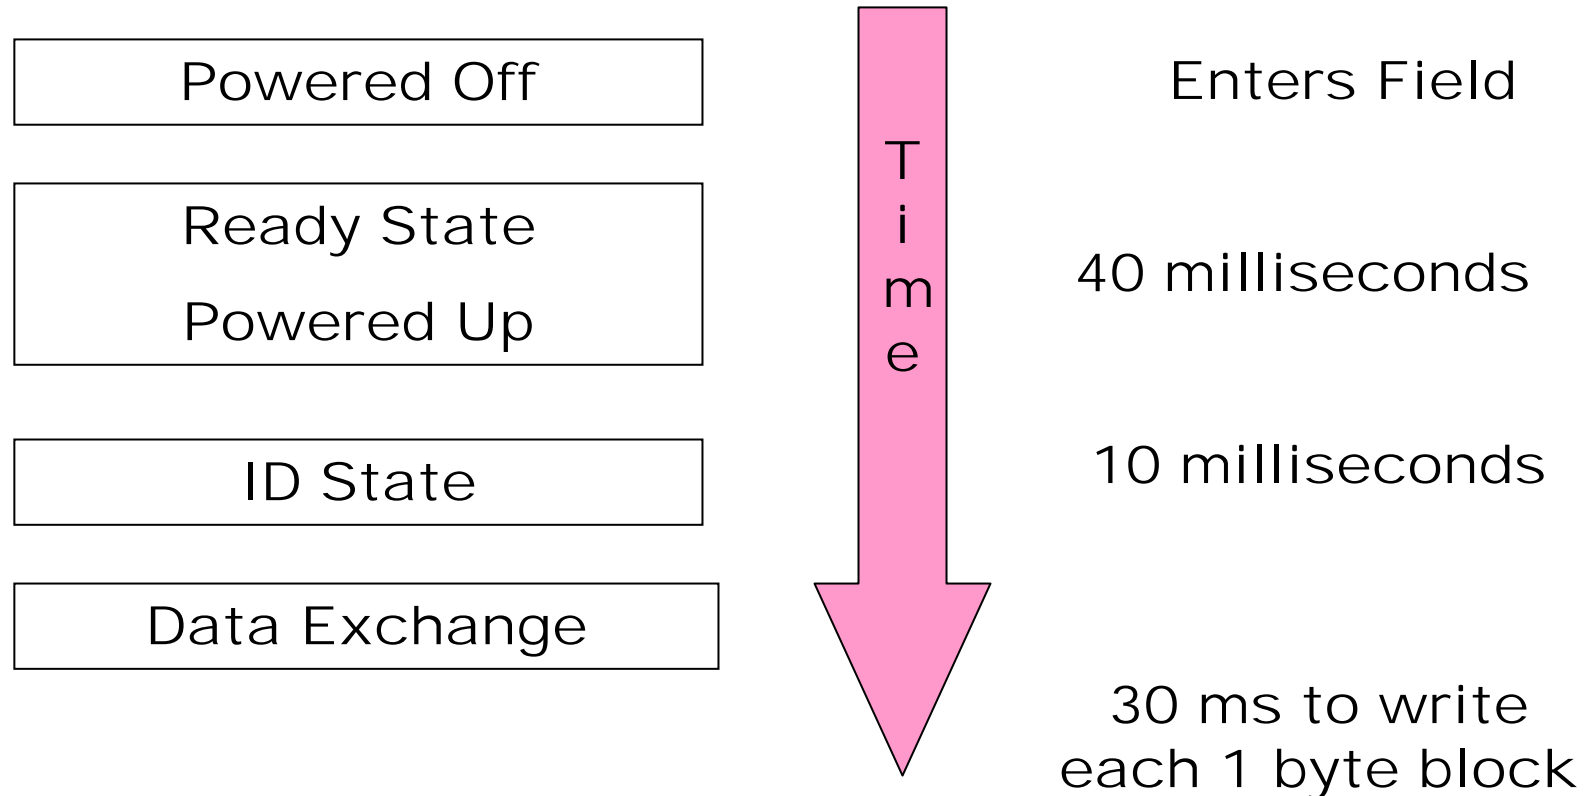 Powered Off
Enters Field
Ready State
Powered Up
Time
40 milliseconds
ID State
10 milliseconds
Data Exchange
30 ms to write
each 1 byte block